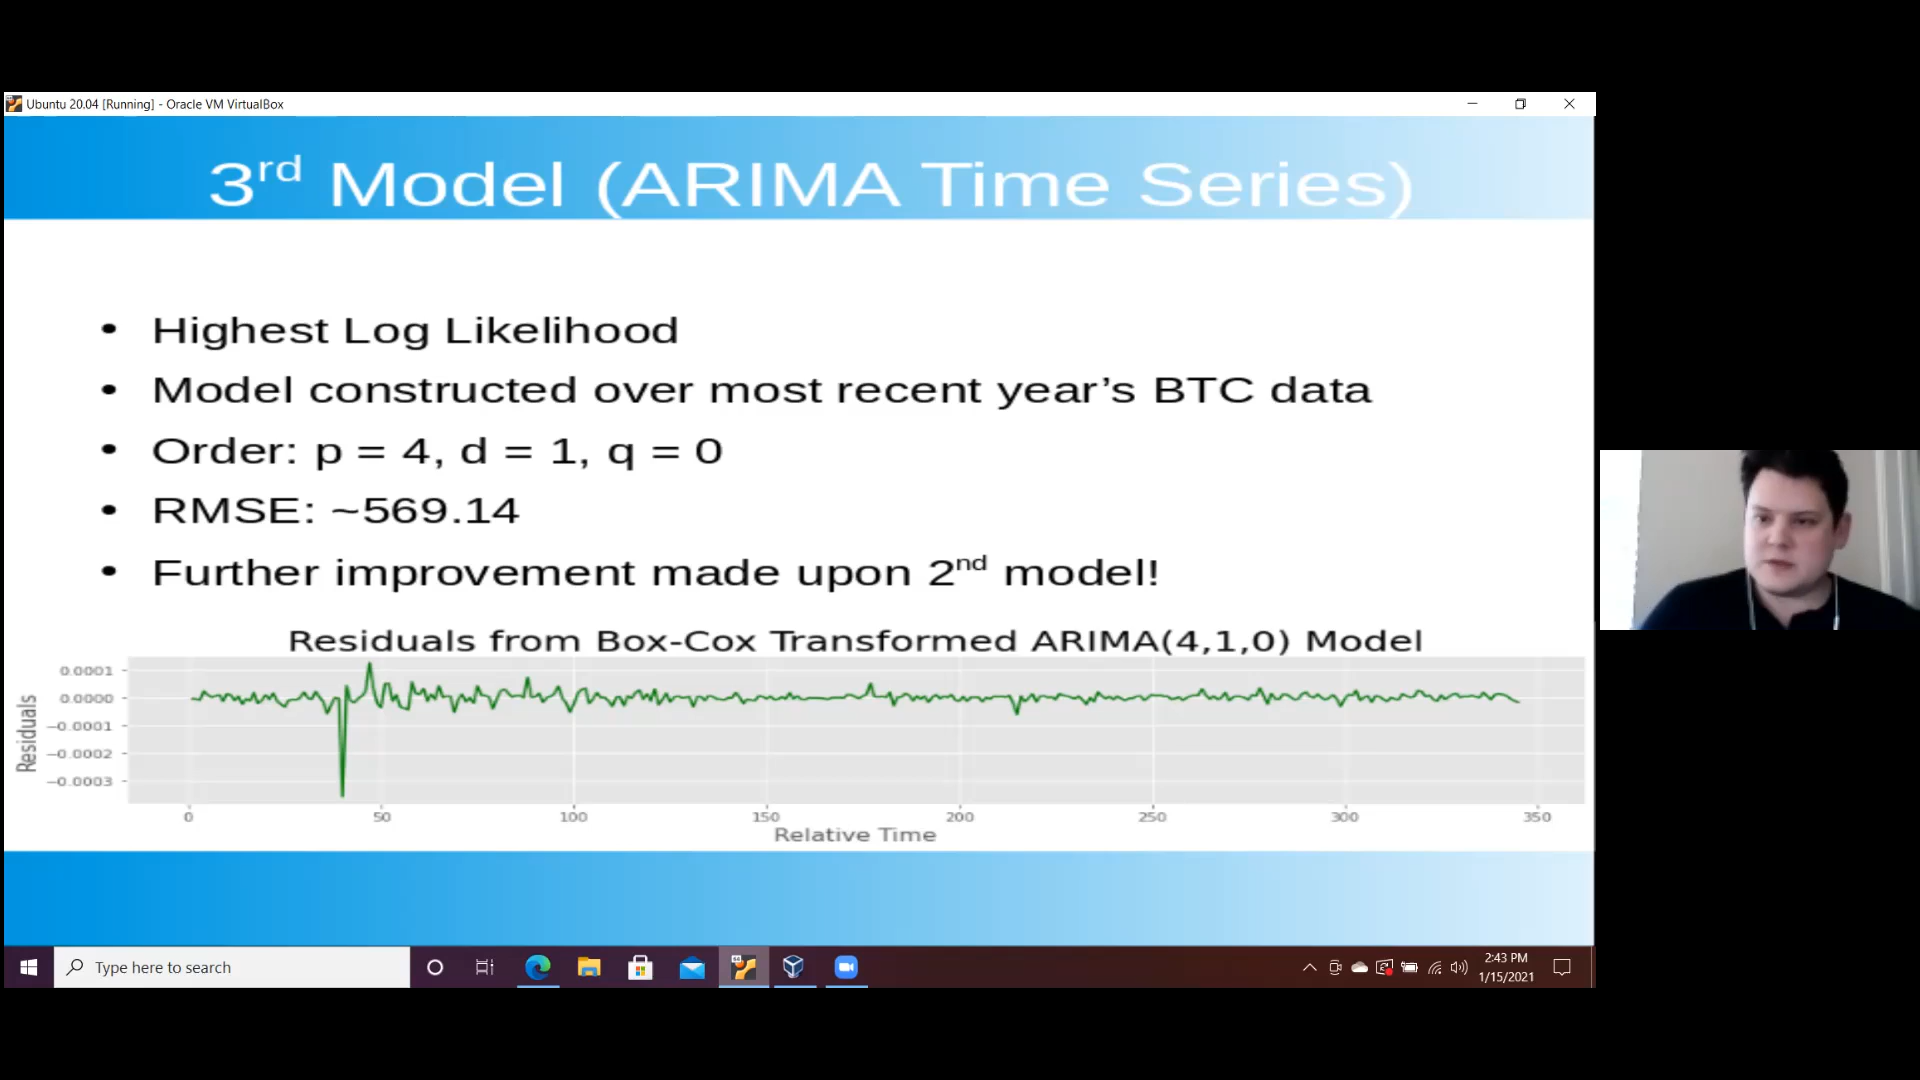 Ubuntu 20.04 [Running] - Oracle VM VirtualBox
3rd Model (ARIMA Time Series)
• Highest Log Likelihood
• Model constructed over most recent year’s BTC data
• Order: p = 4, d = 1, q = 0
• RMSE: ~569.14
• Further improvement made upon 2nd model!
Residuals from Box-Cox Transformed ARIMA(4,1,0) Model
Residuals
0.0001
0.0000
−0.0001
−0.0002
−0.0003
0 50 100 150 200 250 300 350
Relative Time
Type here to search
2:43 PM
1/15/2021